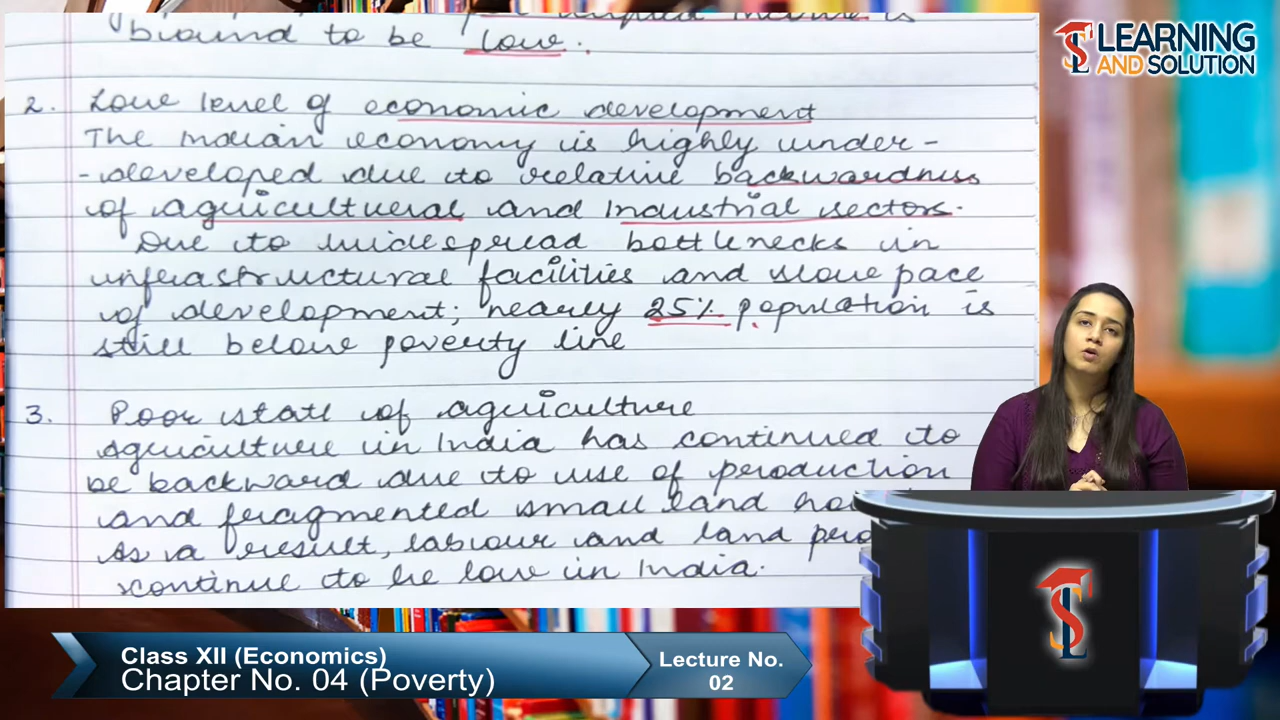 bound to be low.
2. Low level of economic development
The Indian economy is highly under-
-developed due to relative backwardness
of agricultural and Industrial sectors.
Due to widespread bottlenecks in
infrastructural facilities and slow pace
of development; nearly 25% population is
still below poverty line
3. Poor state of agriculture
Agriculture in India has continued to
be backward due to use of production
and fragmented small land ho
As a result, labour and land pro
continue to be low in India.
LEARNING
AND SOLUTION
Class XII (Economics)
Chapter No. 04 (Poverty)
Lecture No.
02